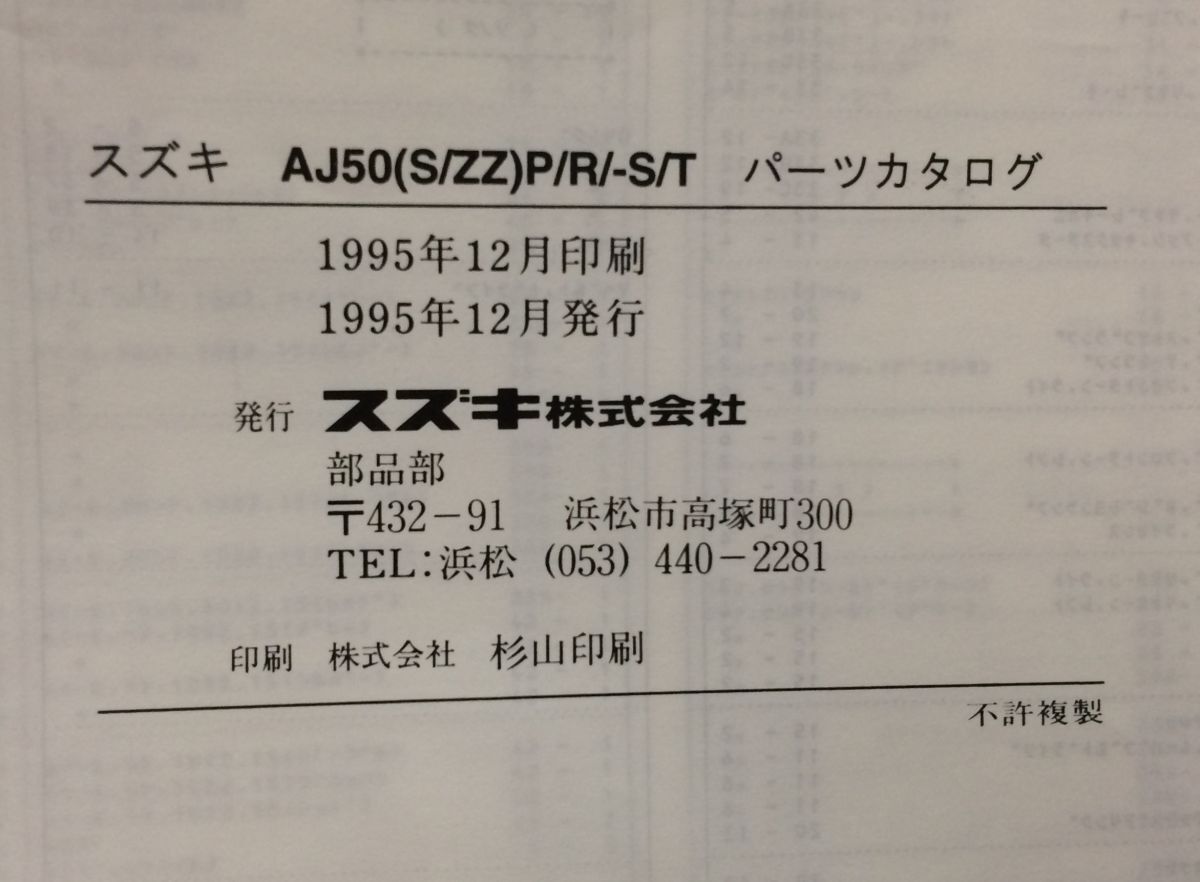 スズキ AJ50(S/ZZ)P/R/-S/T パーツカタログ
1995年12月印刷
1995年12月発行
発行 スズキ株式会社
部品部
〒432-91 浜松市高塚町300
TEL:浜松 (053) 440-2281
印刷 株式会社 杉山印刷
不許複製